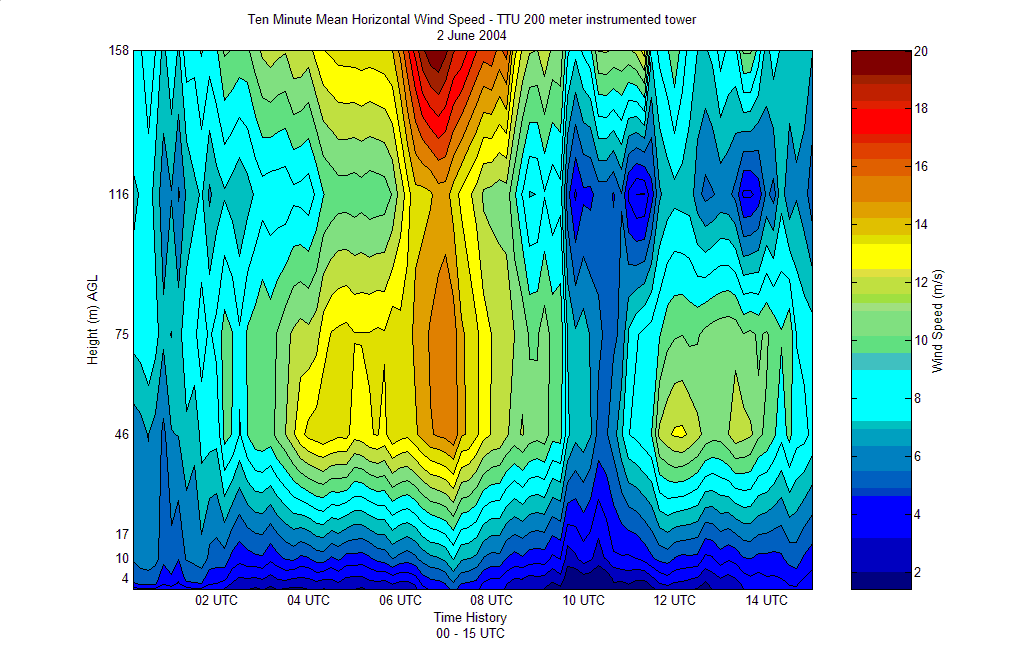 Ten Minute Mean Horizontal Wind Speed - TTU 200 meter instrumented tower
2 June 2004
158
116
75
46
17
10
4
Height (m) AGL
02 UTC
04 UTC
06 UTC
08 UTC
10 UTC
12 UTC
14 UTC
Time History
00 - 15 UTC
20
18
16
14
12
10
8
6
4
2
Wind Speed (m/s)